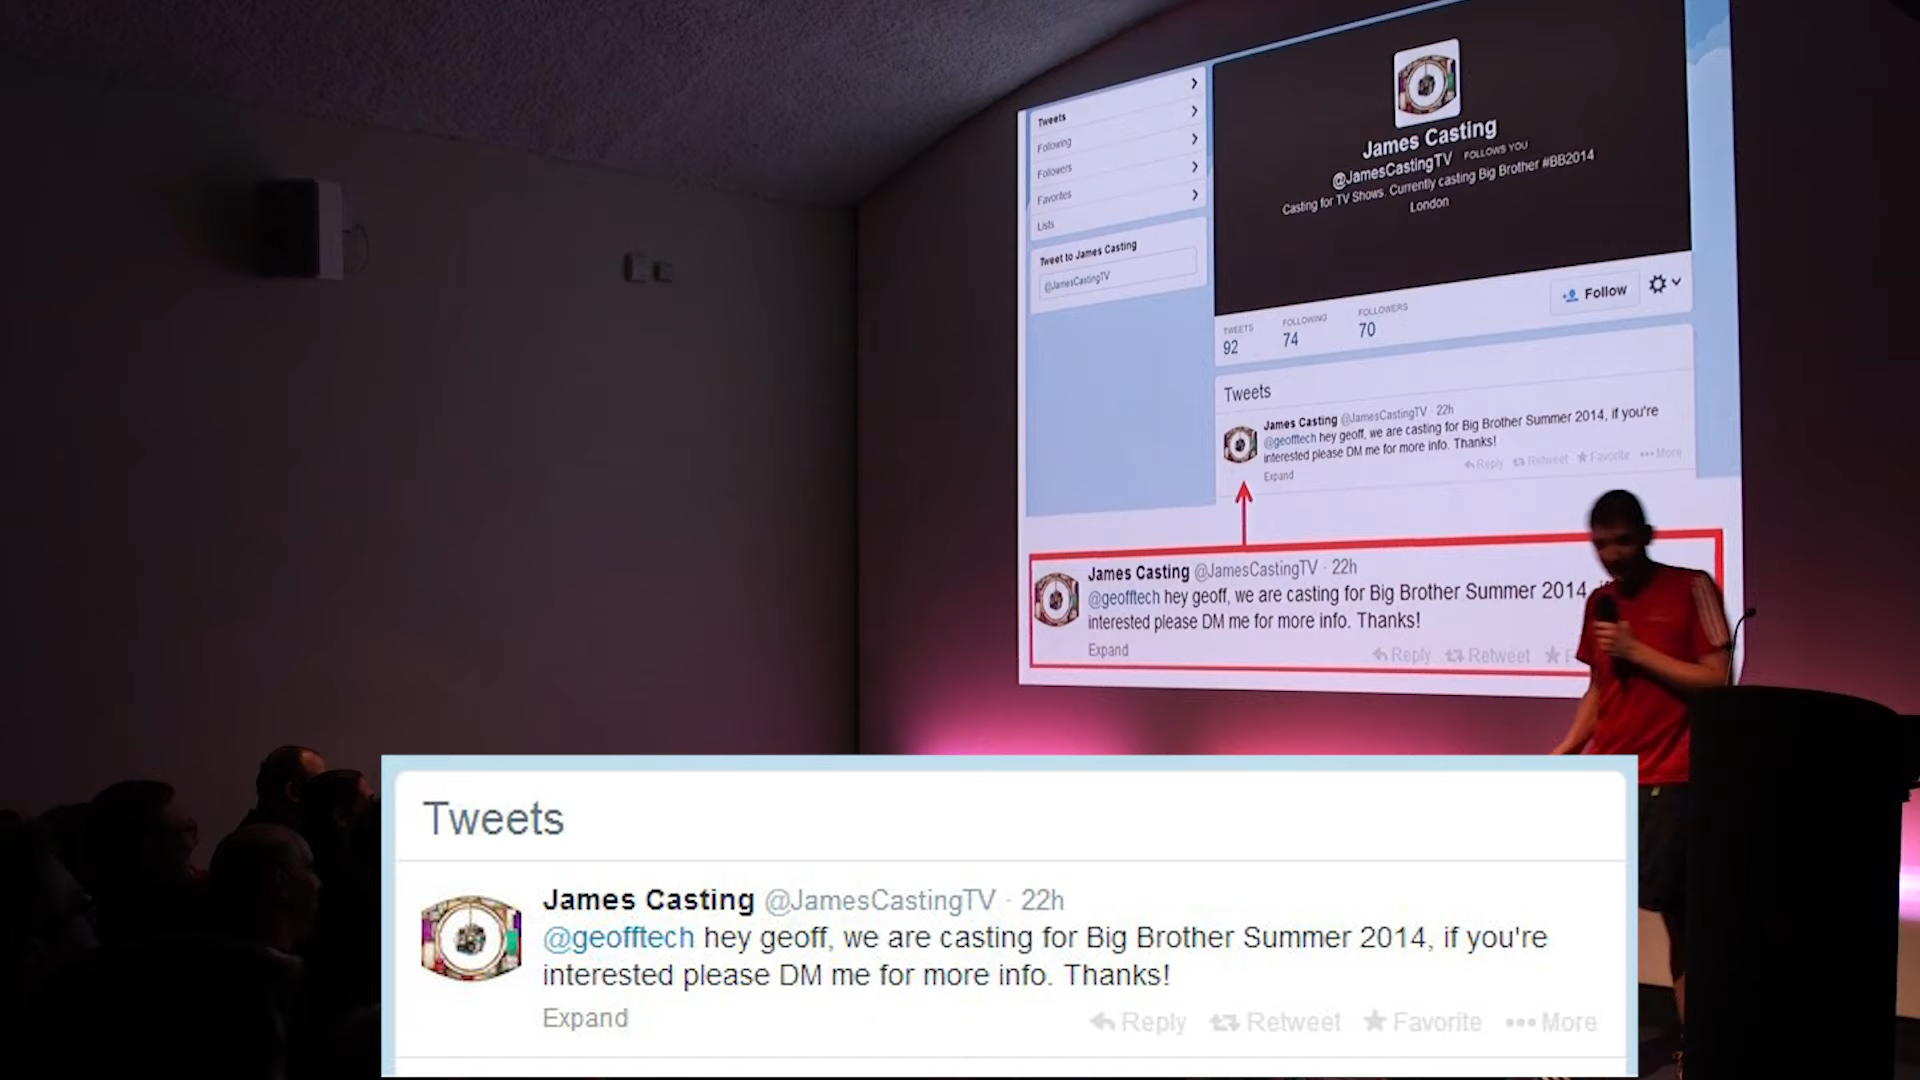 Tweets
Following
Followers
Favorites
Lists
Tweet to James Casting
@JamesCastingTV
James Casting
@JamesCastingTV FOLLOWS YOU
Casting for TV Shows. Currently casting Big Brother #BB2014
London
Follow
TWEETS
92
FOLLOWING
74
FOLLOWERS
70
Tweets
James Casting @JamesCastingTV · 22h
@geofftech hey geoff, we are casting for Big Brother Summer 2014, if you're
interested please DM me for more info. Thanks!
Reply Retweet Favorite More
Expand
James Casting @JamesCastingTV · 22h
@geofftech hey geoff, we are casting for Big Brother Summer 2014,
interested please DM me for more info. Thanks!
Expand
Reply Retweet
Tweets
James Casting @JamesCastingTV · 22h
@geofftech hey geoff, we are casting for Big Brother Summer 2014, if you're
interested please DM me for more info. Thanks!
Expand
Reply Retweet Favorite More